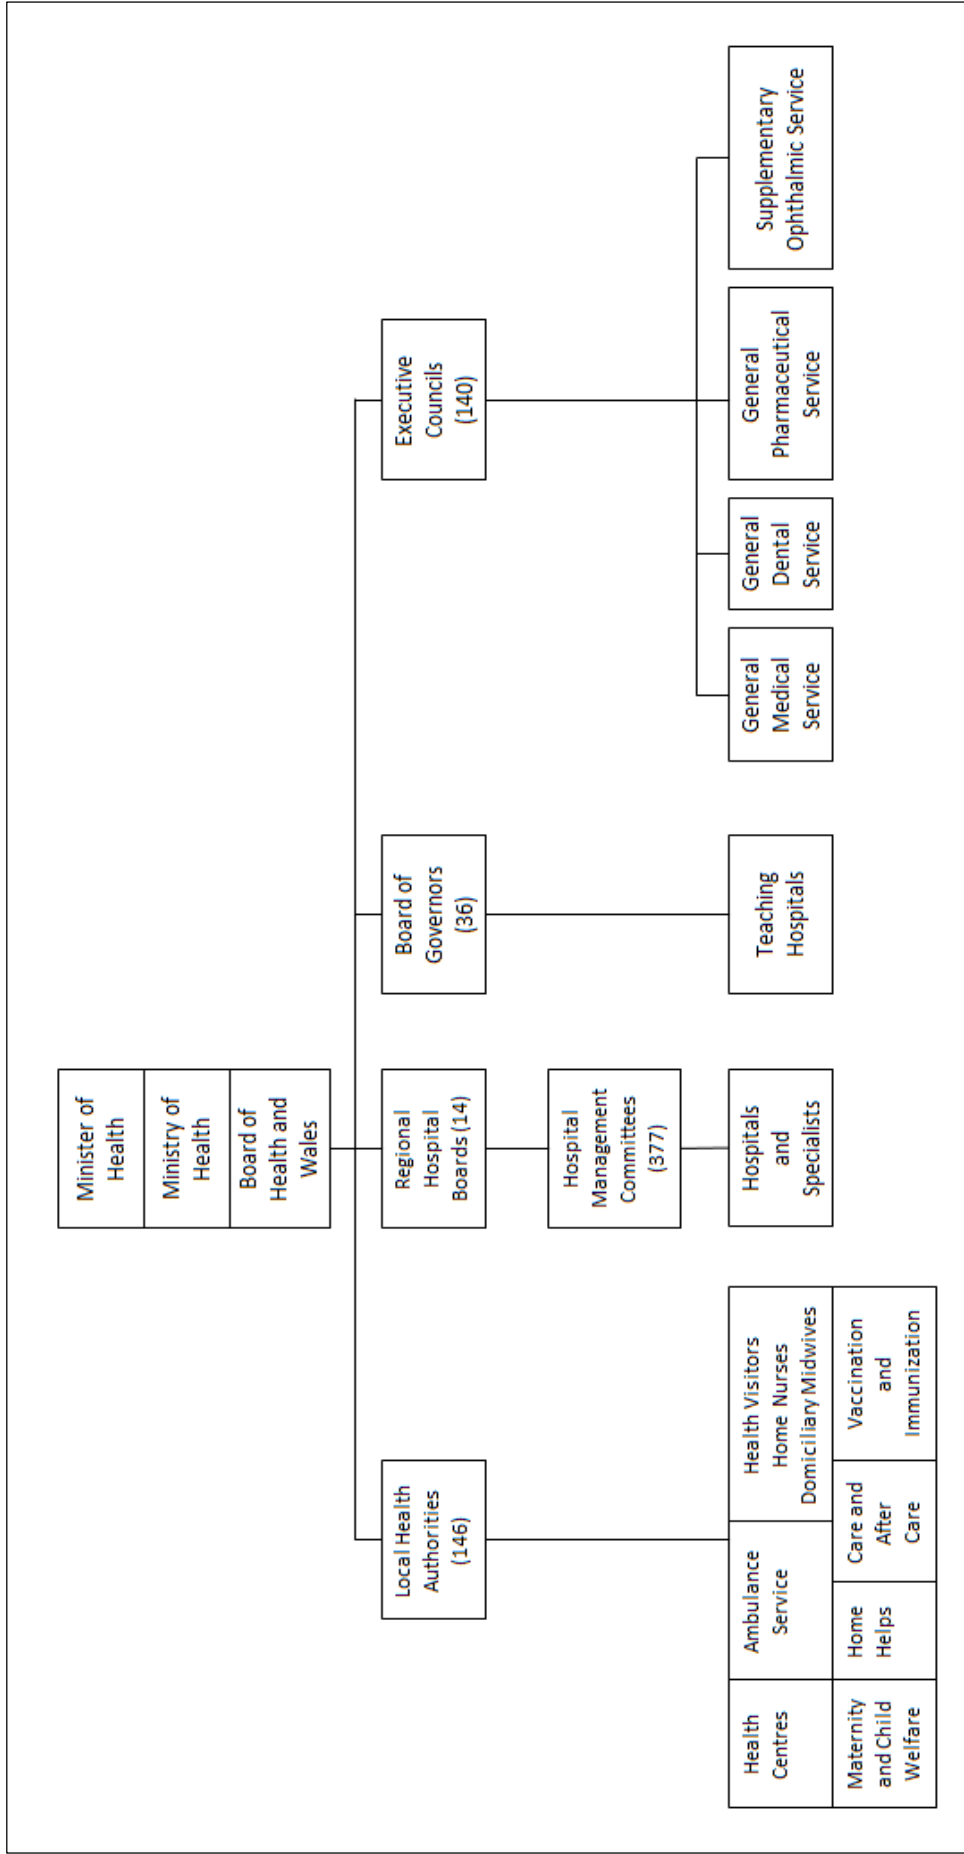 Minister of
Health
Ministry of
Health
Board of
Health and
Wales
Local Health
Authorities
(146)
Regional
Hospital
Boards (14)
Board of
Governors
(36)
Executive
Councils
(140)
Hospital
Management
Committees
(377)
Health
Centres
Ambulance
Service
Health Visitors
Home Nurses
Domiciliary Midwives
Maternity
and Child
Welfare
Home
Helps
Care and
After
Care
Vaccination
and
Immunization
Hospitals
and
Specialists
Teaching
Hospitals
General
Medical
Service
General
Dental
Service
General
Pharmaceutical
Service
Supplementary
Ophthalmic Service